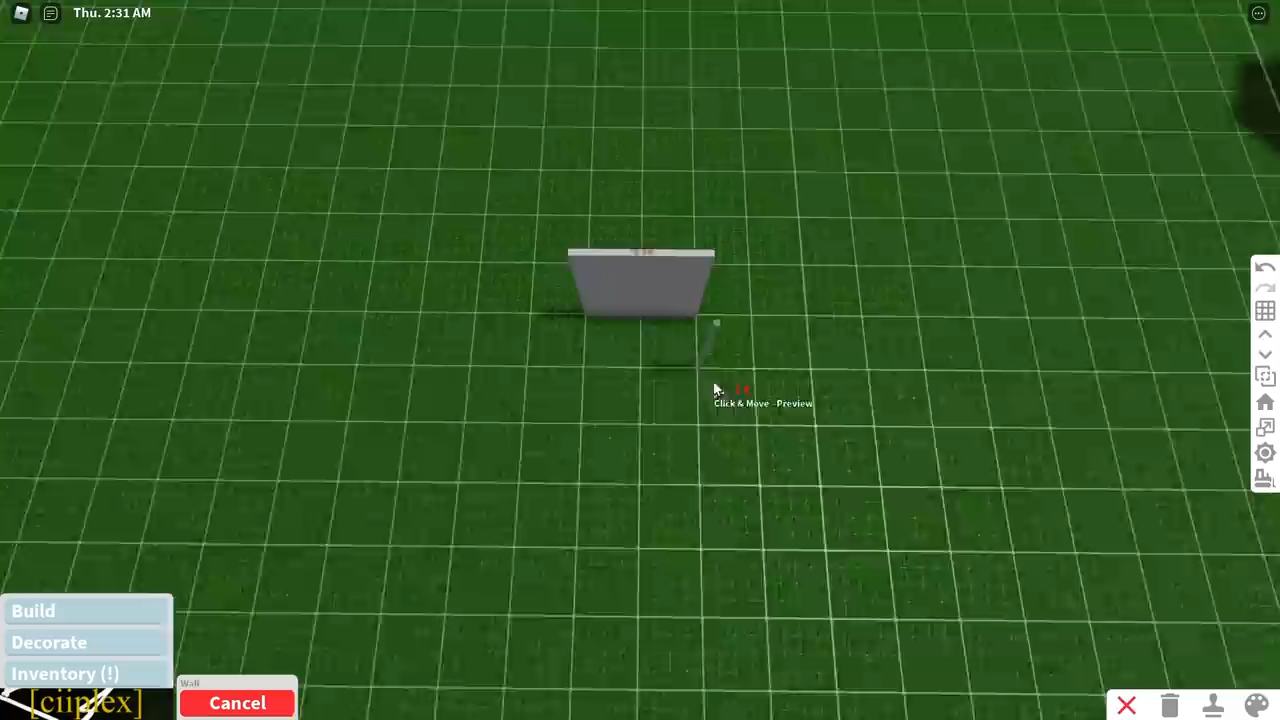 Thu. 2:31 AM
Click & Move - Preview
Build
Decorate
Inventory (!)
[ciiplex]
Wall
Cancel